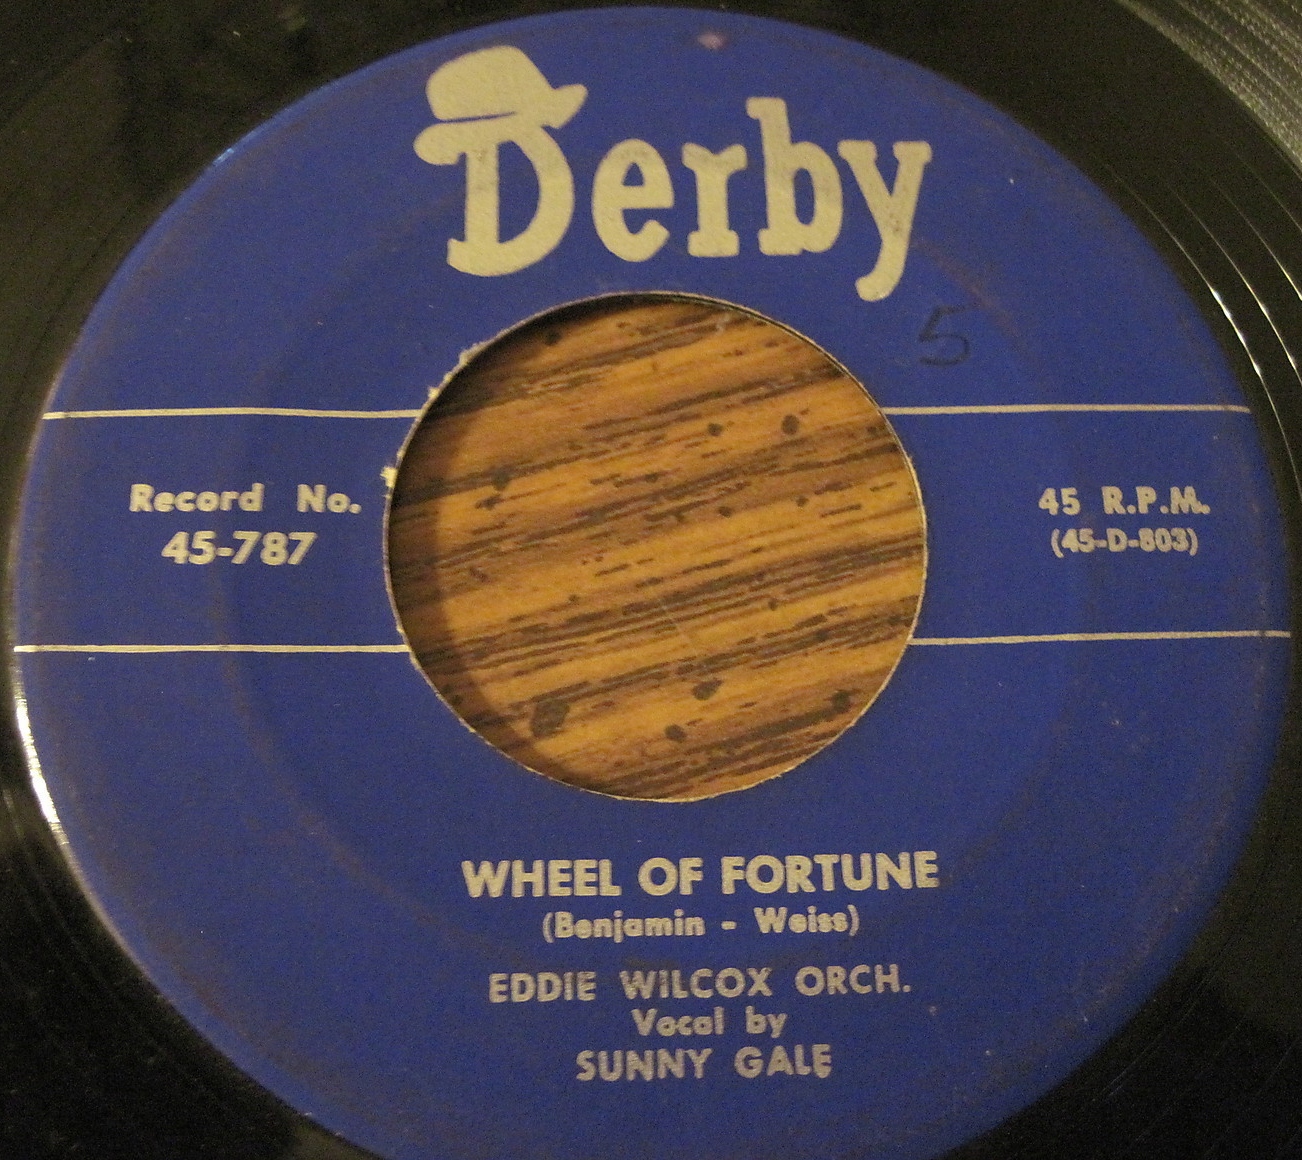 Derby
5
Record No.
45-787
45 R.P.M.
(45-D-803)
WHEEL OF FORTUNE
(Benjamin - Weiss)
EDDIE WILCOX ORCH.
Vocal by
SUNNY GALE